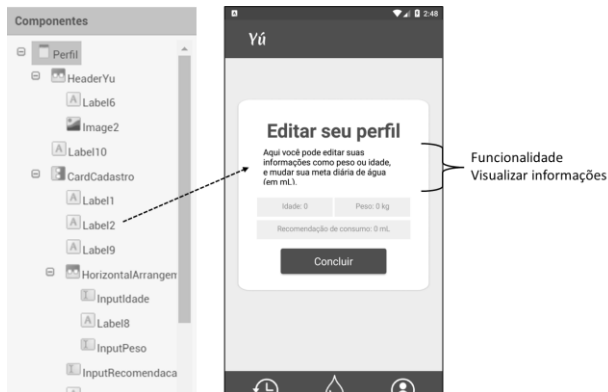 Componentes
Perfil
HeaderYu
A Label6
Image2
A Label10
CardCadastro
A Label1
A Label2
A Label9
HorizontalArrangem
InputIdade
A Label8
InputPeso
InputRecomendaca
A
2:48
Yú
Editar seu perfil
Aqui você pode editar suas
informações como peso ou idade,
e mudar sua meta diária de água
(em mL).
Idade: 0
Peso: 0 kg
Recomendação de consumo: 0 mL
Concluir
Funcionalidade
Visualizar informações